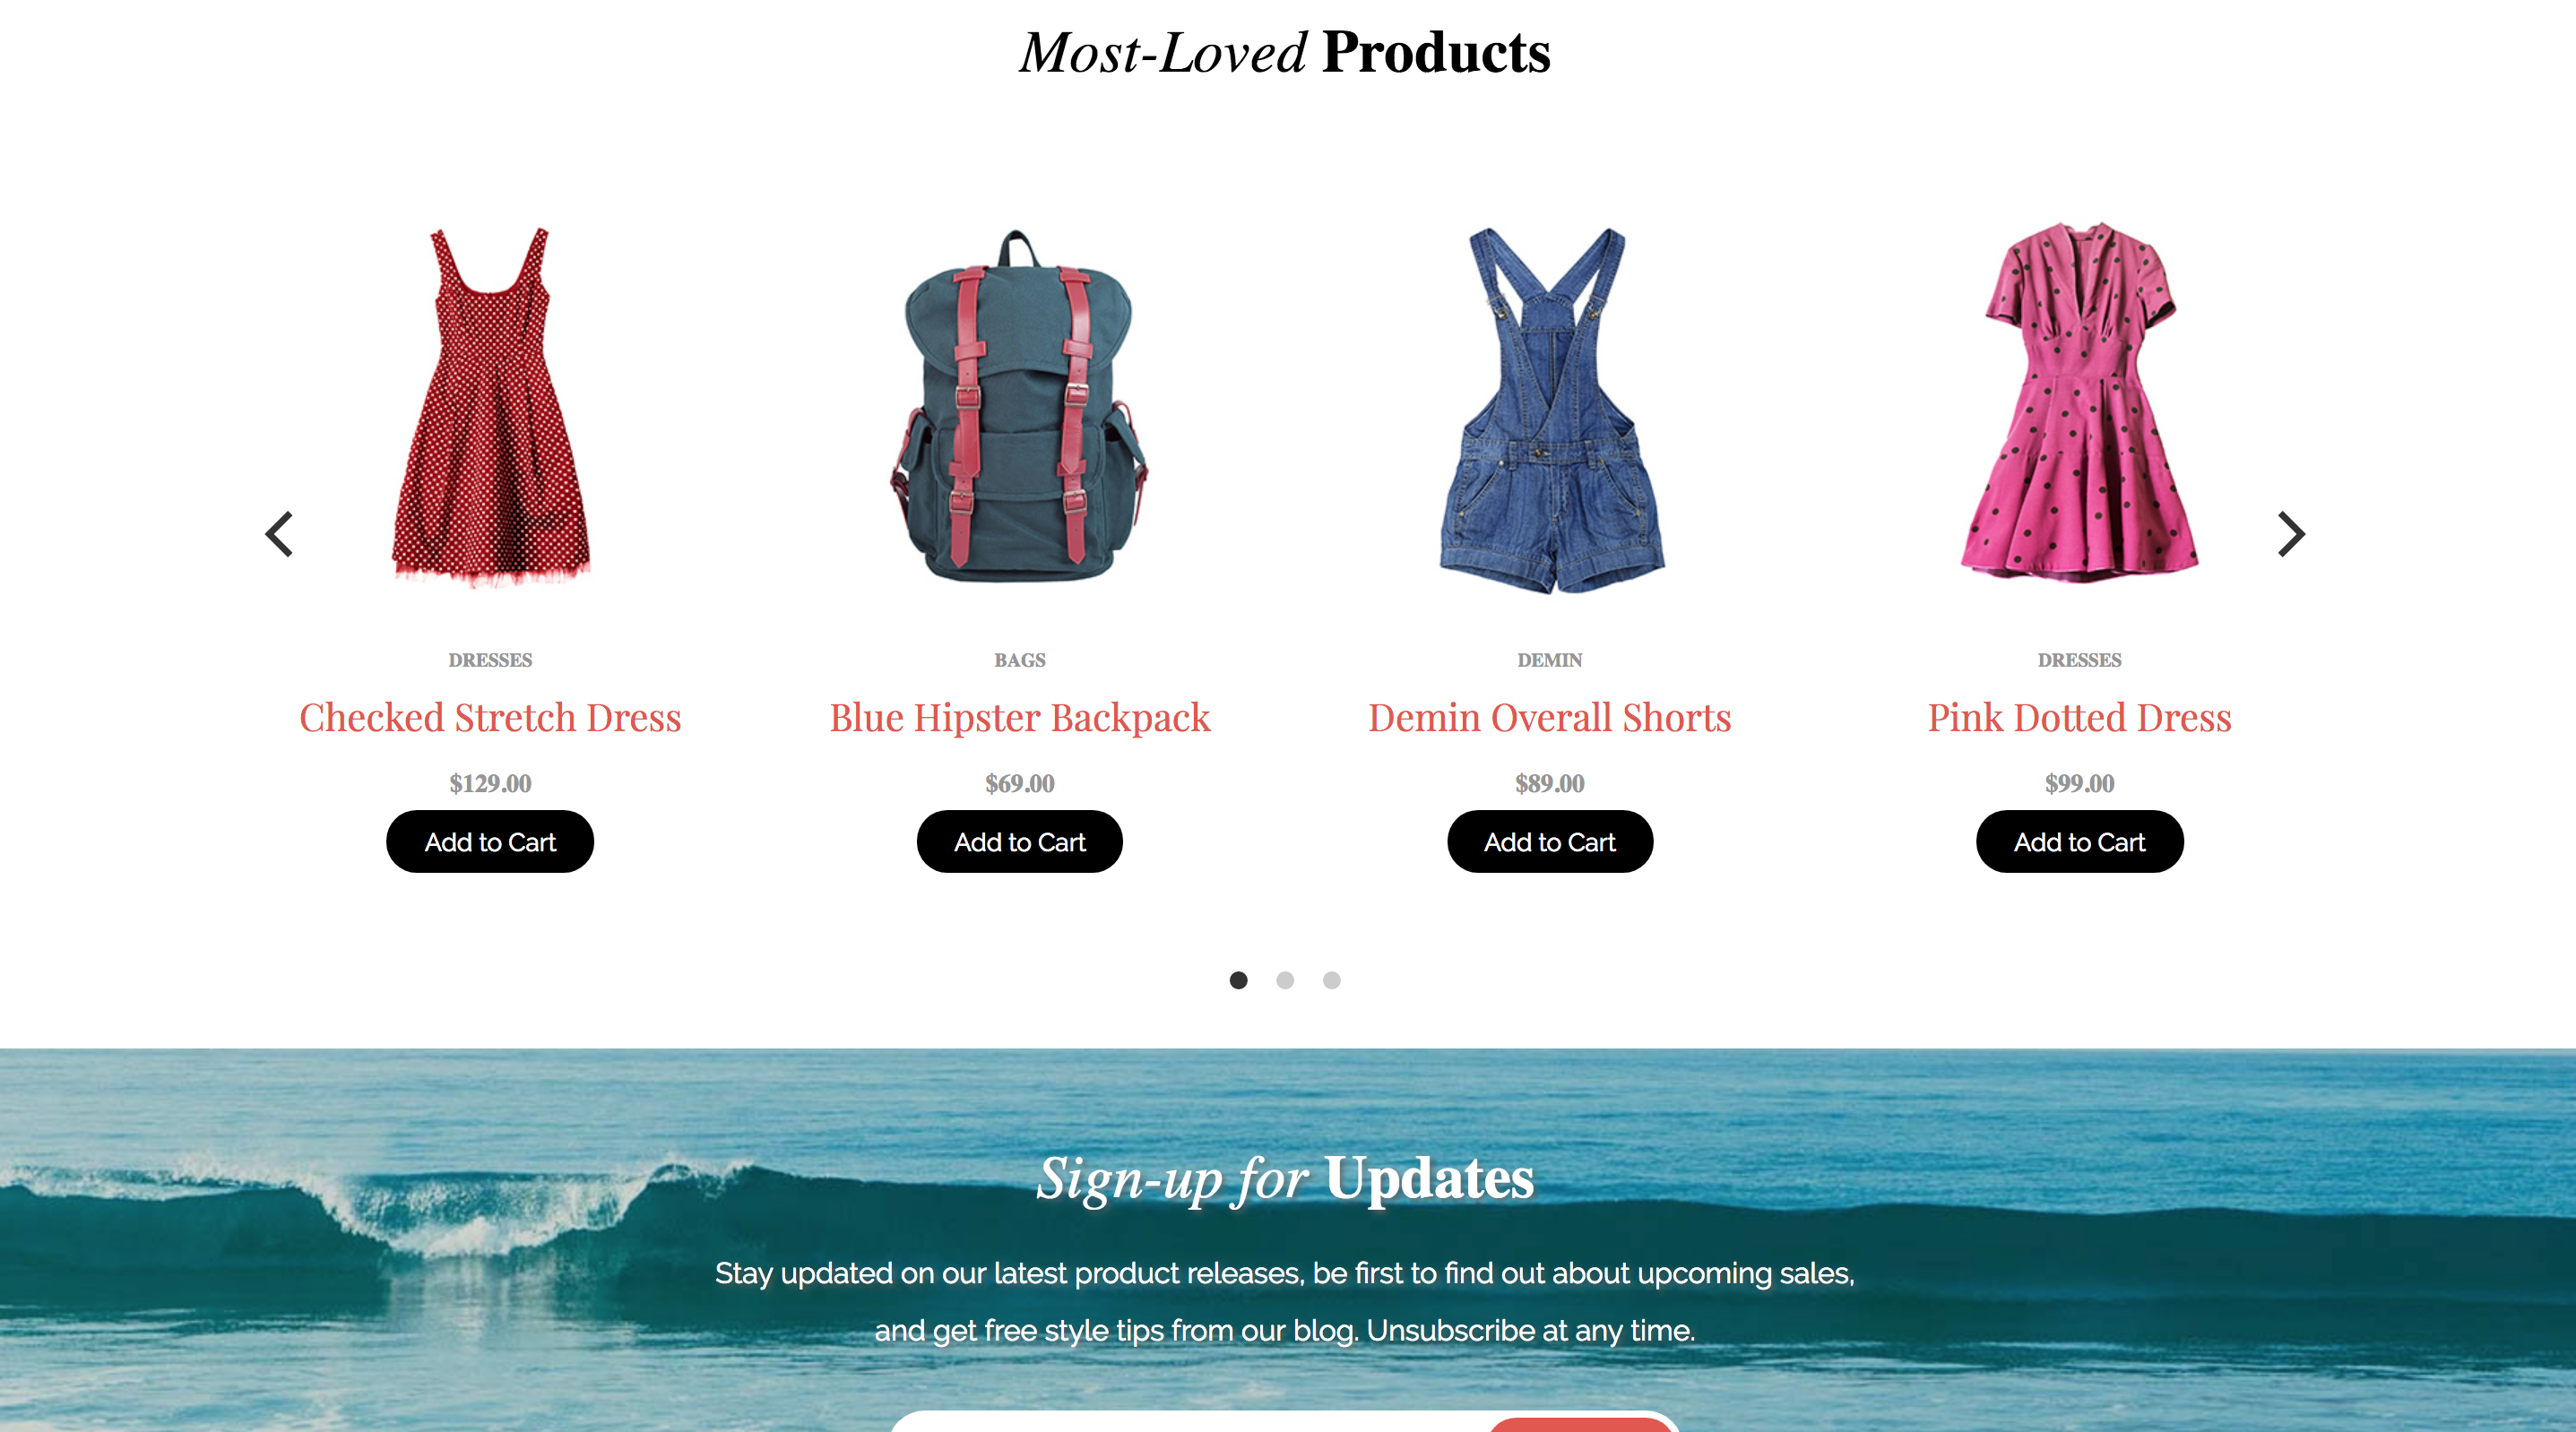 Most-Loved Products
DRESSES
Checked Stretch Dress
$129.00
Add to Cart
BAGS
Blue Hipster Backpack
$69.00
Add to Cart
DEMIN
Demin Overall Shorts
$89.00
Add to Cart
DRESSES
Pink Dotted Dress
$99.00
Add to Cart
Sign-up for Updates
Stay updated on our latest product releases, be first to find out about upcoming sales,
and get free style tips from our blog. Unsubscribe at any time.